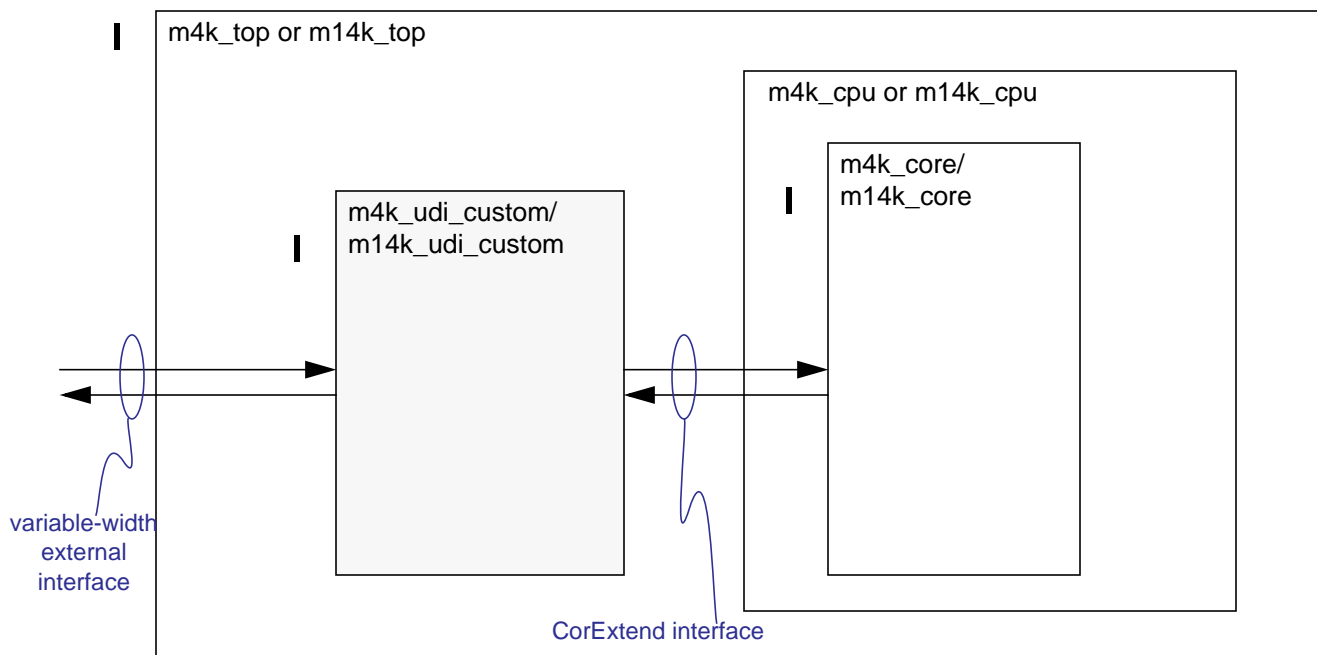 m4k_top or m14k_top
m4k_cpu or m14k_cpu
m4k_core/
m14k_core
m4k_udi_custom/
m14k_udi_custom
variable-width
external
interface
CorExtend interface